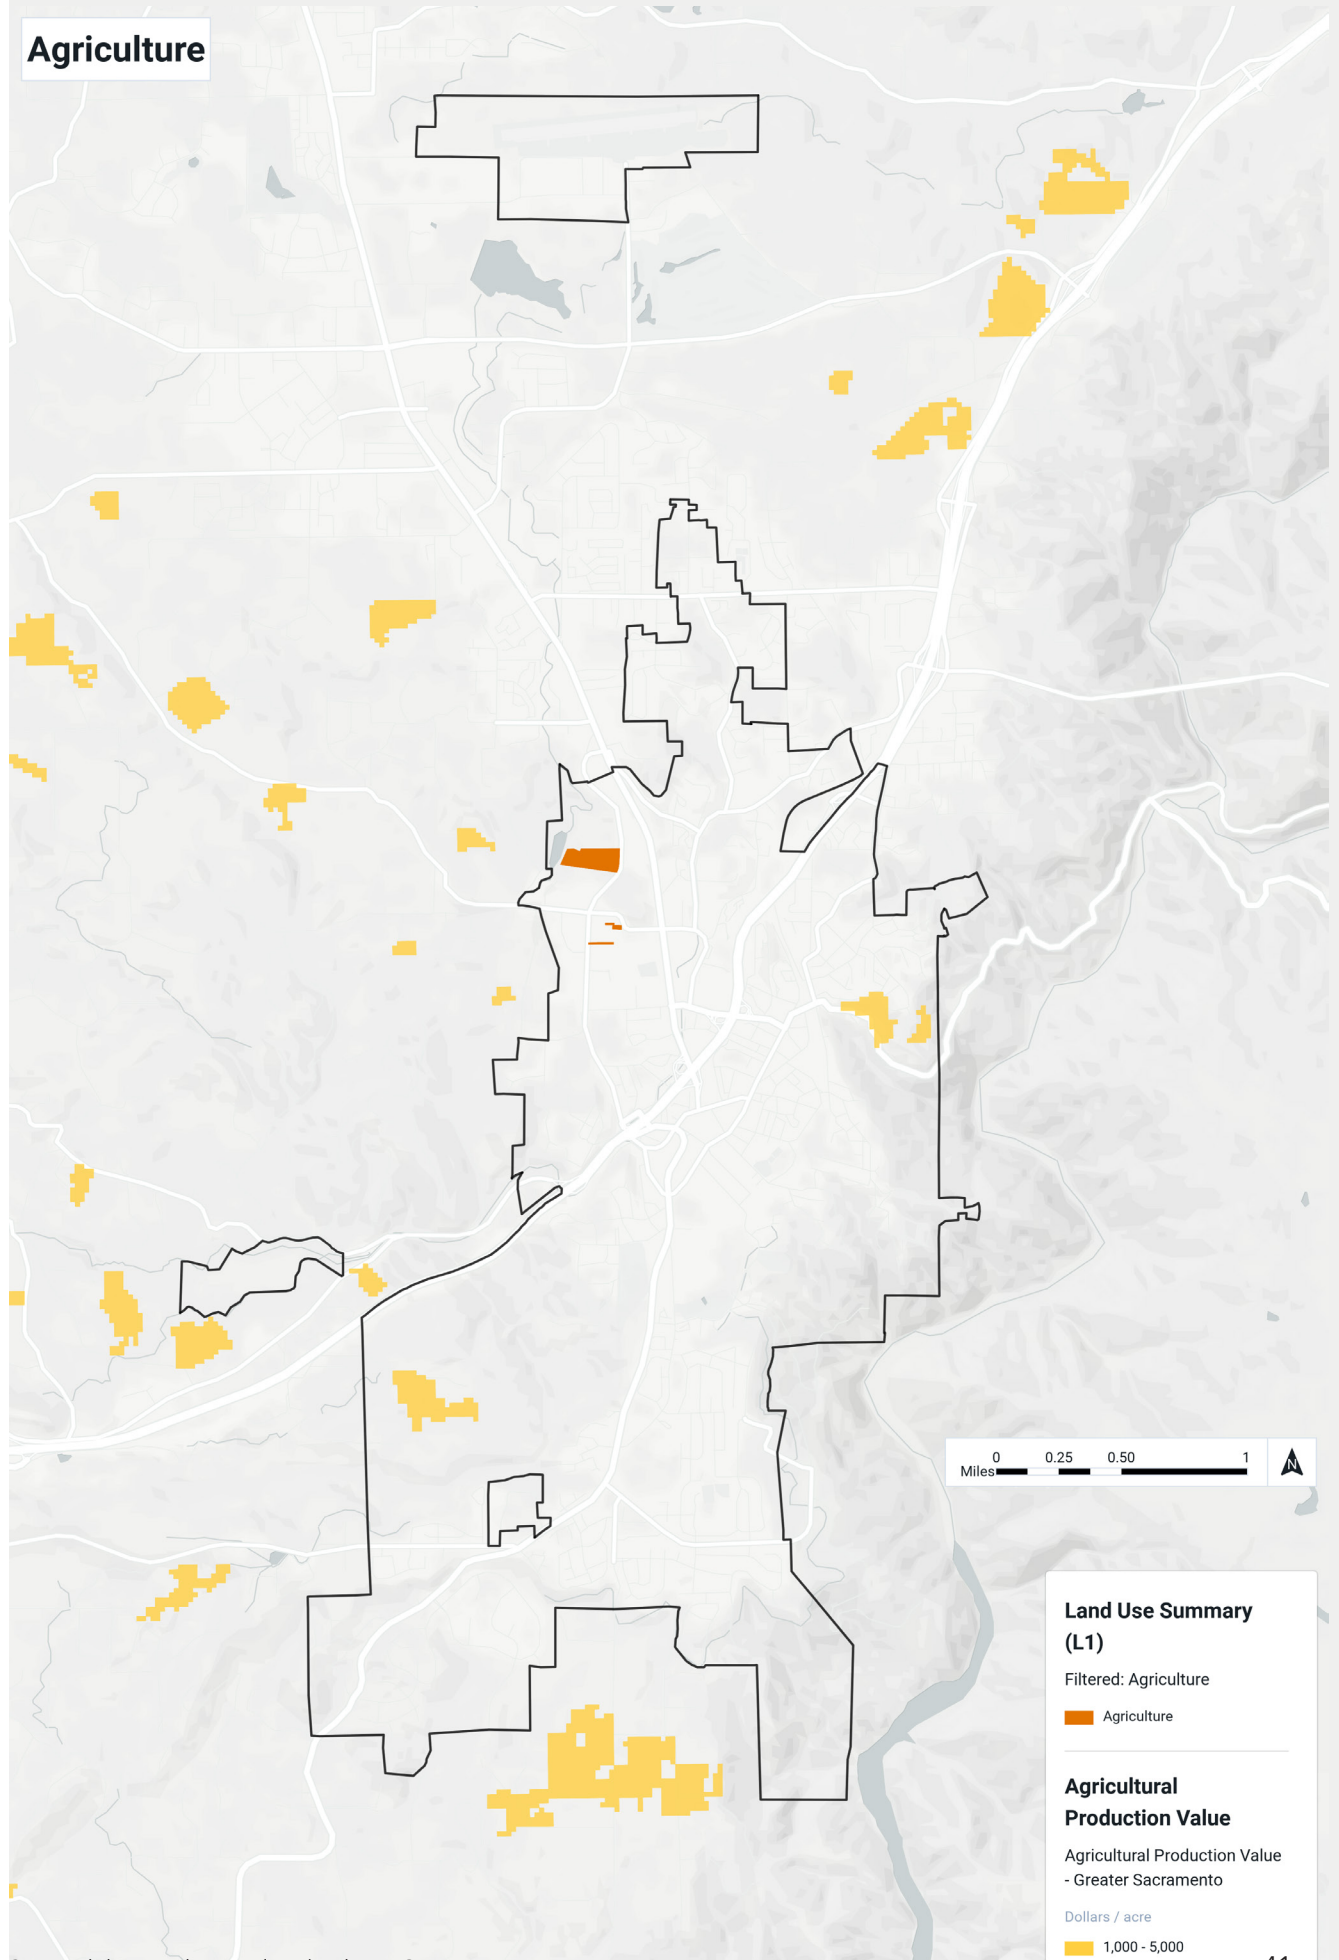 Agriculture
0 0.25 0.50 1
Miles
N
Land Use Summary
(L1)
Filtered: Agriculture
Agriculture
Agricultural
Production Value
Agricultural Production Value
- Greater Sacramento
Dollars / acre
1,000 - 5,000